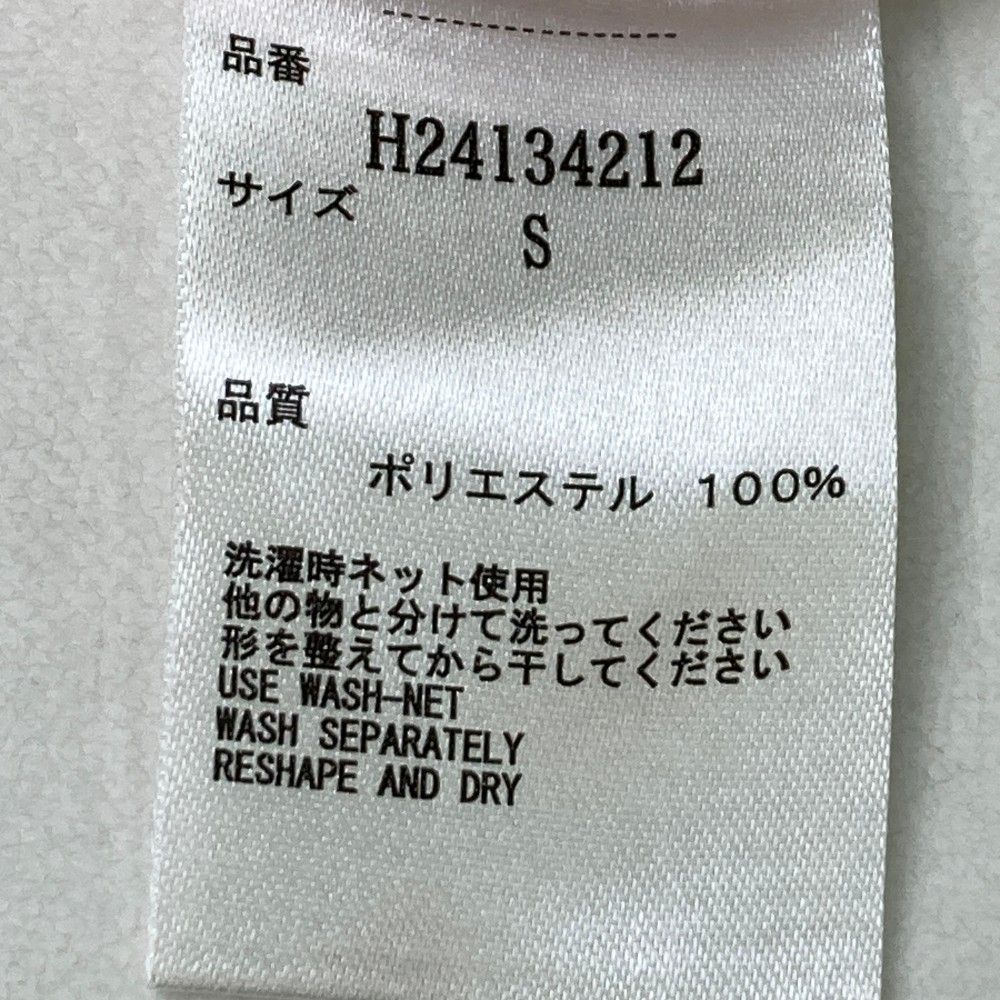 品番
H24134212
サイズ
S
品質
ポリエステル 100%
洗濯時ネット使用
他の物と分けて洗ってください
形を整えてから干してください
USE WASH-NET
WASH SEPARATELY
RESHAPE AND DRY